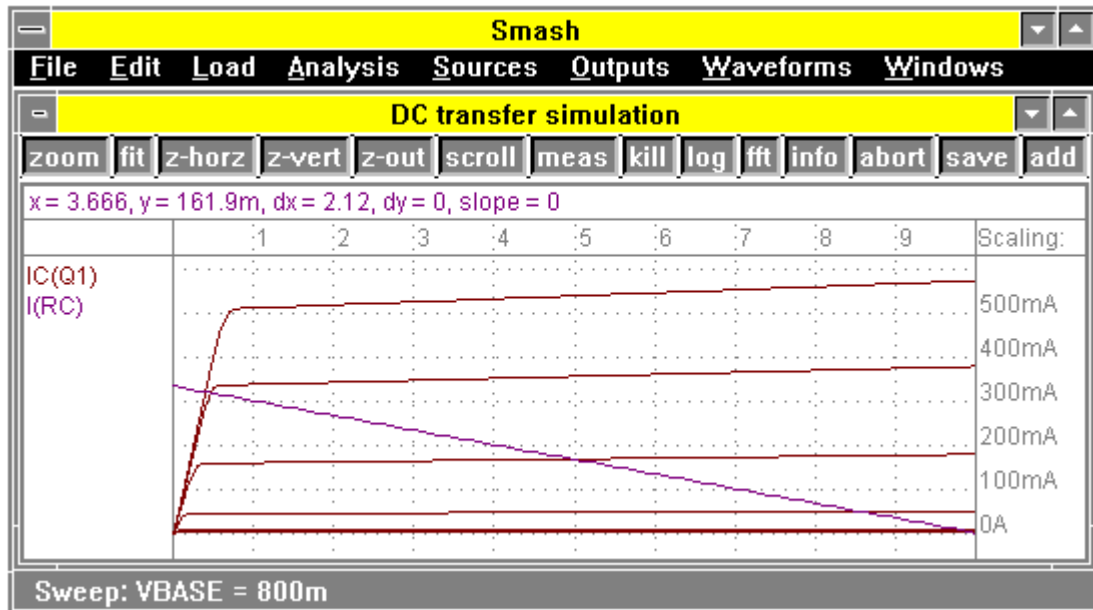 Smash
File Edit Load Analysis Sources Outputs Waveforms Windows
DC transfer simulation
zoom fit z-horz z-vert z-out scroll meas kill log fft info abort save add
x = 3.666, y = 161.9m, dx = 2.12, dy = 0, slope = 0
:1 :2 :3 :4 :5 :6 :7 :8 :9 Scaling:
IC(Q1)
I(RC)
500mA
400mA
300mA
200mA
100mA
0A
Sweep: VBASE = 800m